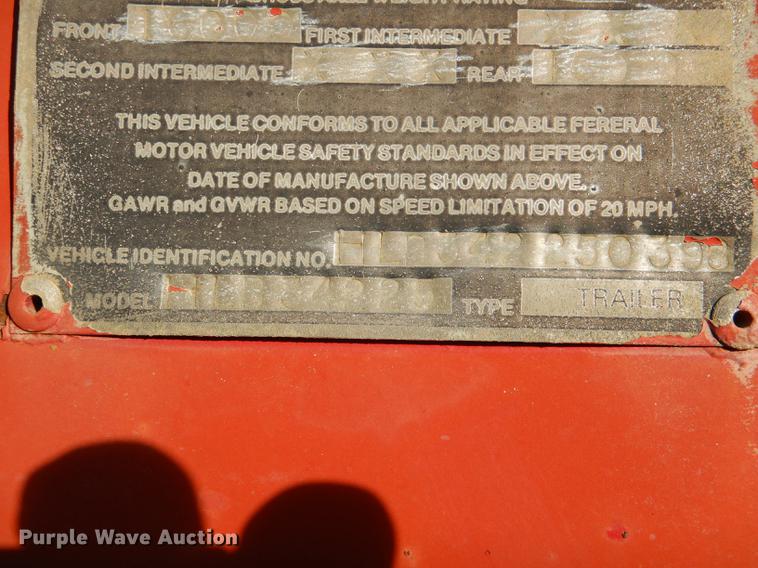 FRONT FIRST INTERMEDIATE
SECOND INTERMEDIATE REAR
THIS VEHICLE CONFORMS TO ALL APPLICABLE FERERAL
MOTOR VEHICLE SAFETY STANDARDS IN EFFECT ON
DATE OF MANUFACTURE SHOWN ABOVE.
GAWR and GVWR BASED ON SPEED LIMITATION OF 20 MPH.
VEHICLE IDENTIFICATION NO.
MODEL TYPE TRAILER
Purple Wave Auction